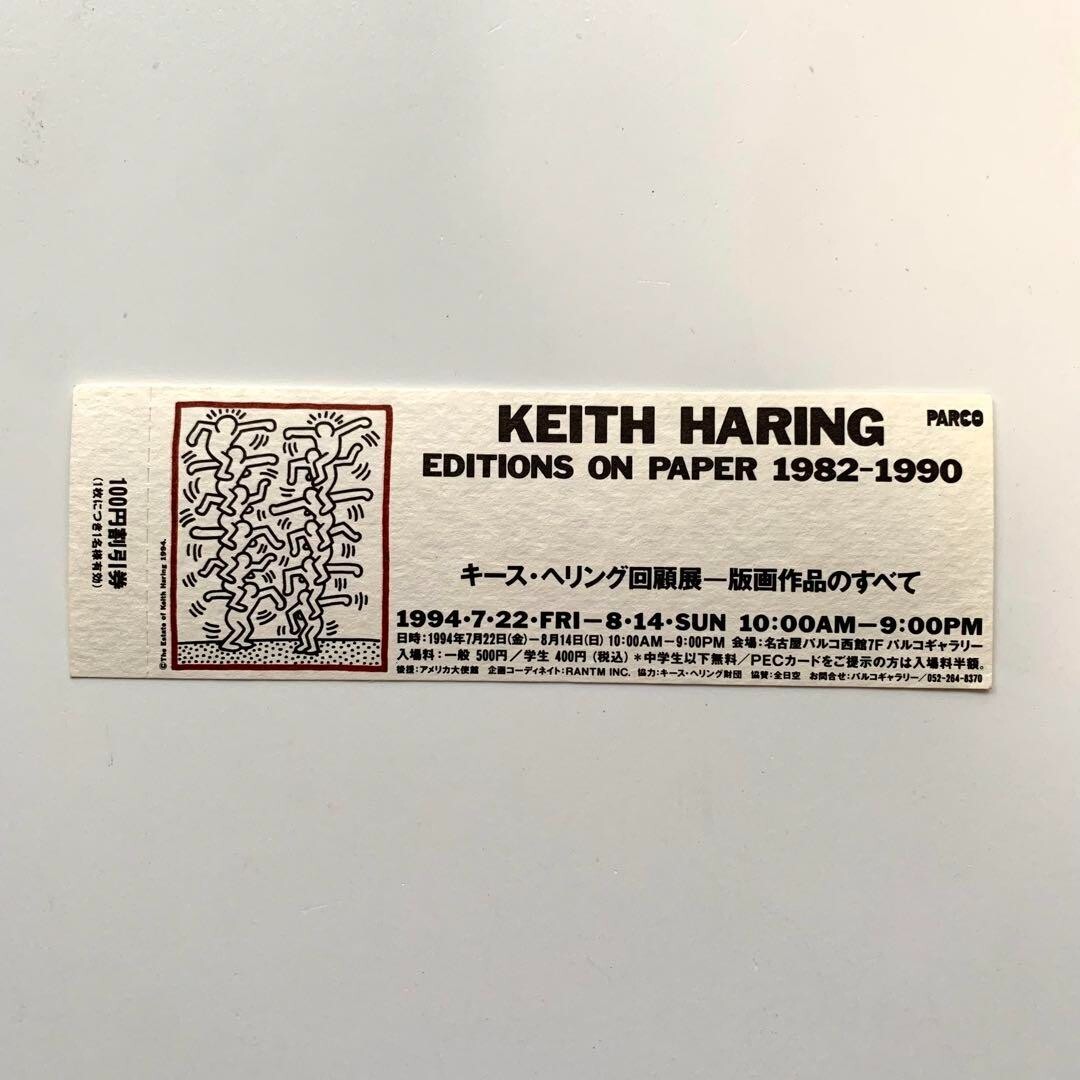 100円割引券
(1枚につき1名様有効)
©The Estate of Keith Haring 1994.
KEITH HARING
PARCO
EDITIONS ON PAPER 1982-1990
キース・ヘリング回顧展—版画作品のすべて
1994・7・22・FRI—8・14・SUN 10:00AM—9:00PM
日時:1994年7月22日(金)—8月14日(日) 10:00AM—9:00PM 会場:名古屋パルコ西館7F パルコギャラリー
入場料:一般 500円/学生 400円(税込) *中学生以下無料/PECカードをご提示の方は入場料半額。
後援:アメリカ大使館 企画コーディネイト:RANTM INC. 協力:キース・ヘリング財団 協賛:全日空 お問合せ:パルコギャラリー/052-264-8370